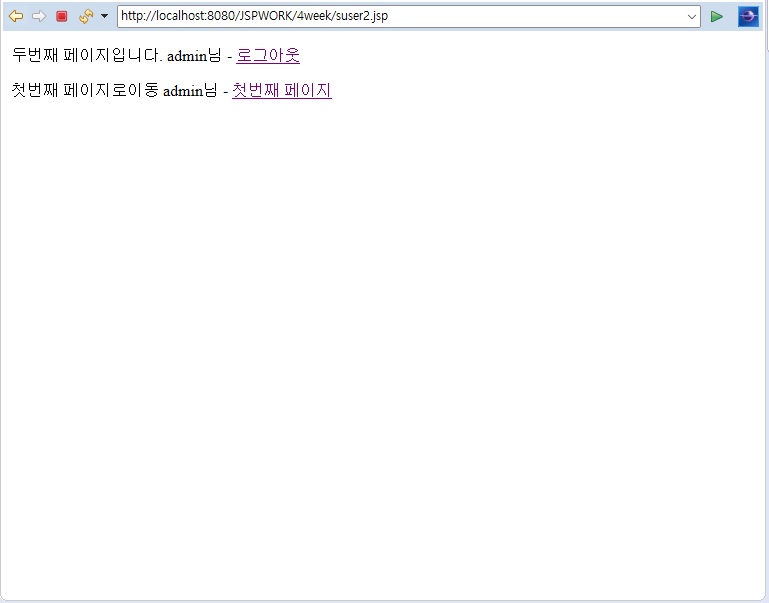 http://localhost:8080/JSPWORK/4week/suser2.jsp
두번째 페이지입니다. admin님 - 로그아웃
첫번째 페이지로이동 admin님 - 첫번째 페이지